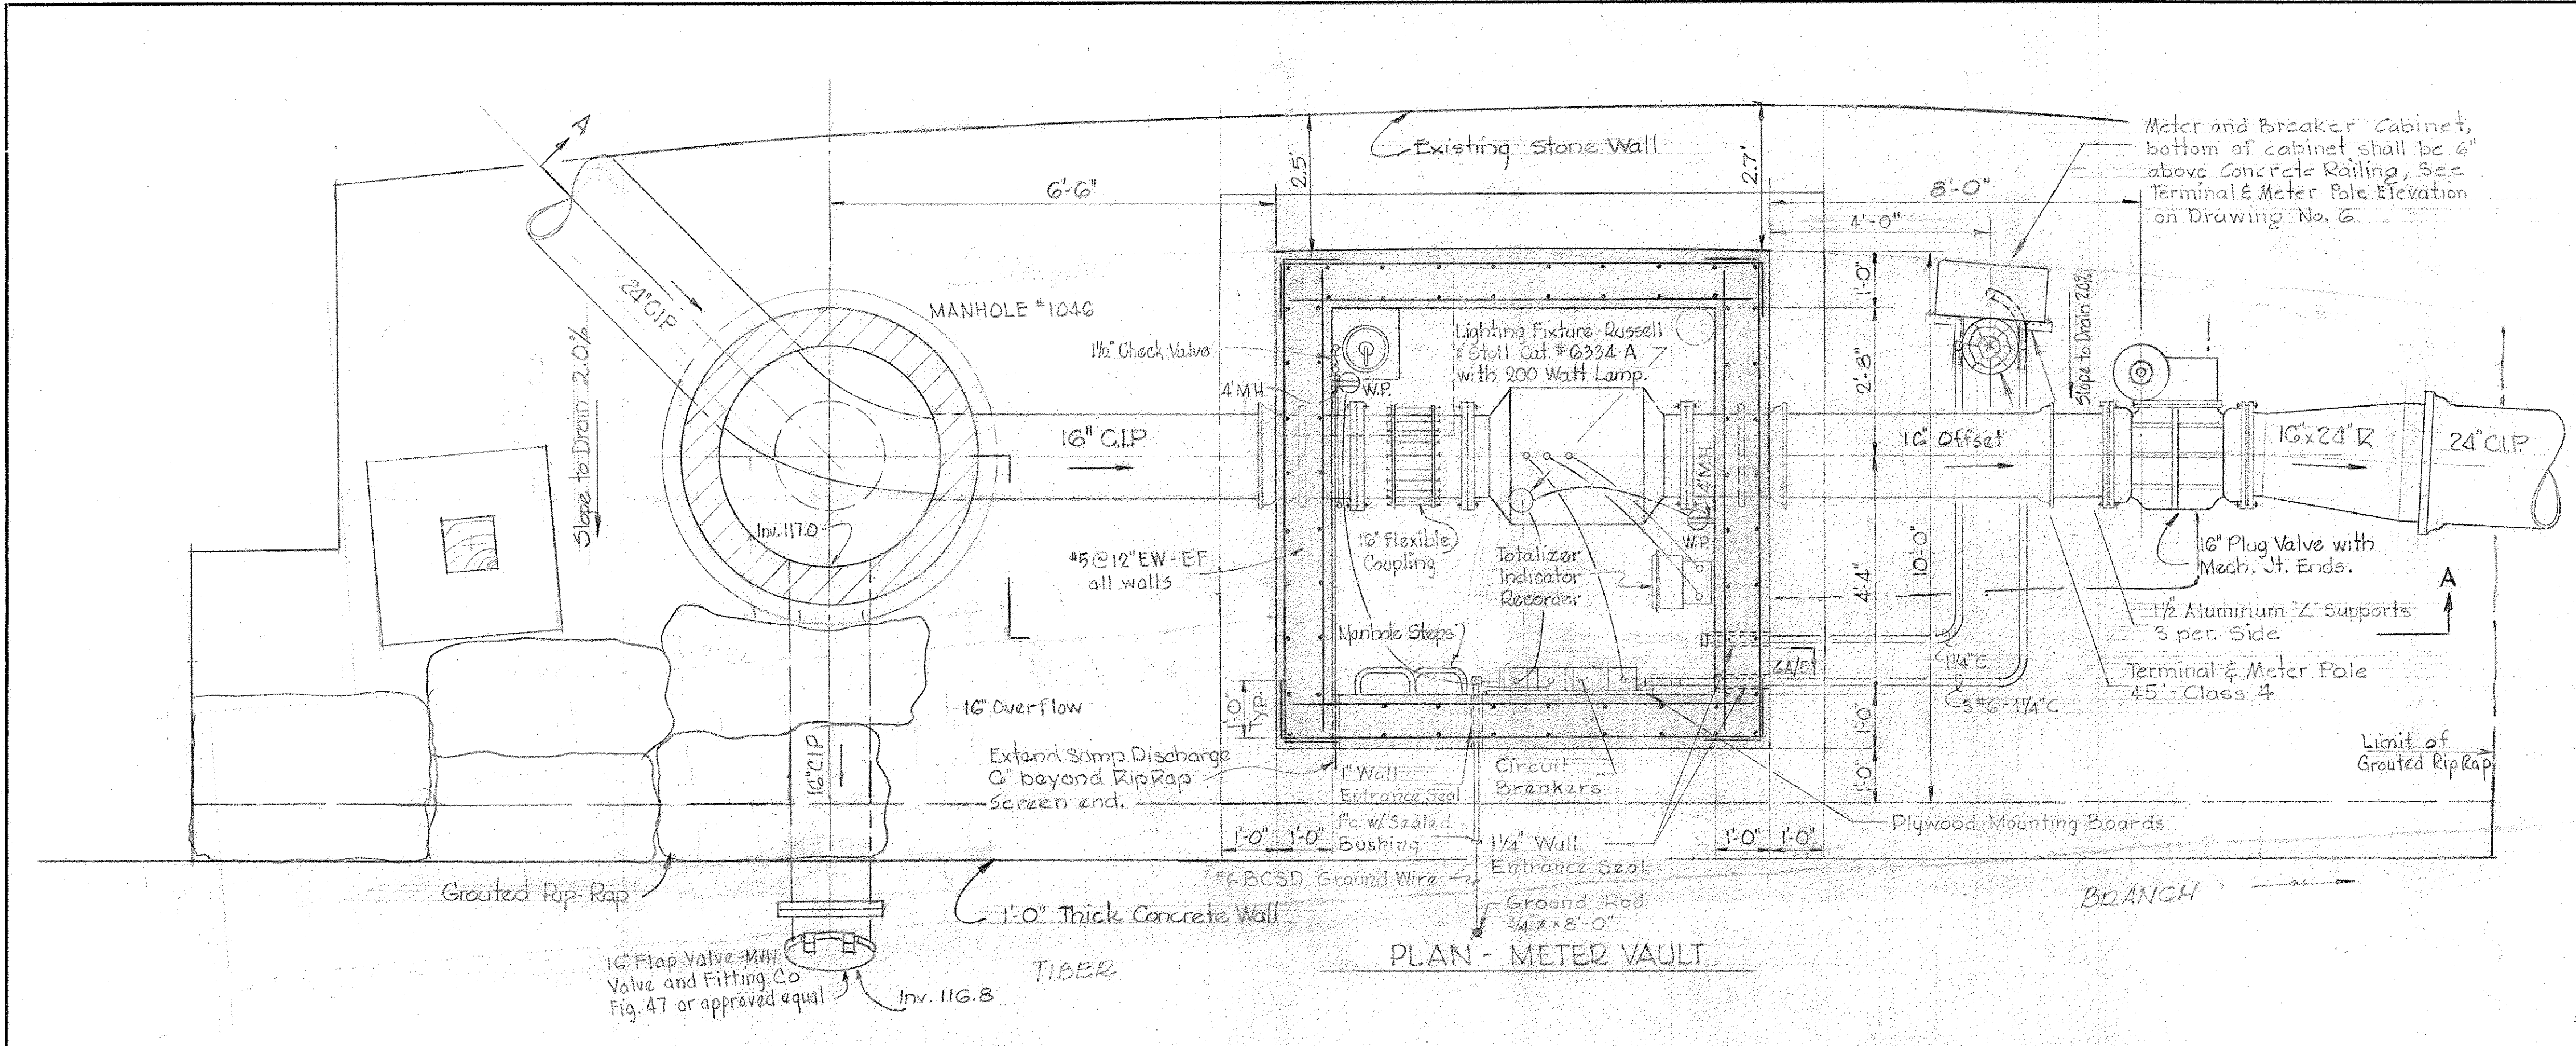 A
Existing Stone Wall
2.5'
2.7'
6'-6"
8'-0"
4'-0"
Meter and Breaker Cabinet,
bottom of cabinet shall be 6"
above Concrete Railing, See
Terminal & Meter Pole Elevation
on Drawing No. 6
24" C.I.P.
MANHOLE #1046
Slope to Drain 2.0%
1½" Check Valve
4' MH
W.P.
Lighting Fixture-Russell
& Stoll Cat. #6334-A
with 200 Watt Lamp.
1'-0"
2'-8"
4'-4"
10'-0"
1'-0"
1'-0"
Slope to Drain 20%
16" C.I.P
16" Offset
16"x24" R
24" C.I.P.
Inv. 117.0
#5@12" EW-EF
all walls
16" Flexible
Coupling
Totalizer
Indicator
Recorder
4'MH
W.P.
16" Plug Valve with
Mech. Jt. Ends.
A
1½ Aluminum "Z" Supports
3 per. Side
Manhole Steps
6A/5
1¼"C
3#6-1¼"C
Terminal & Meter Pole
45'-Class 4
1'-0"
Typ.
16" Overflow
16" CIP
Extend Sump Discharge
6" beyond Rip Rap
Screen end.
1" Wall
Entrance Seal
1"c. w/ Sealed
Bushing
Circuit
Breakers
Limit of
Grouted Rip Rap
Plywood Mounting Boards
1'-0"
1'-0"
1'-0"
1'-0"
1¼" Wall
Entrance Seal
#6 BCSD Ground Wire
Ground Rod
¾"ø x 8'-0"
Grouted Rip-Rap
1'-0" Thick Concrete Wall
BRANCH
PLAN - METER VAULT
16" Flap Valve-M&H
Valve and Fitting Co
Fig. 47 or approved equal
Inv. 116.8
TIBER